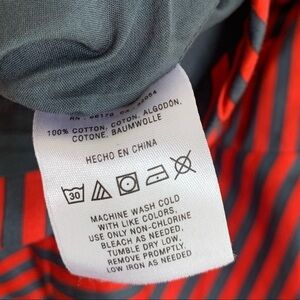 100% COTTON, COTON, ALGODÓN,
COTONE, BAUMWOLLE
HECHO EN CHINA
30
MACHINE WASH COLD
WITH LIKE COLORS,
USE ONLY NON-CHLORINE
BLEACH AS NEEDED.
TUMBLE DRY LOW.
REMOVE PROMPTLY,
LOW IRON AS NEEDED